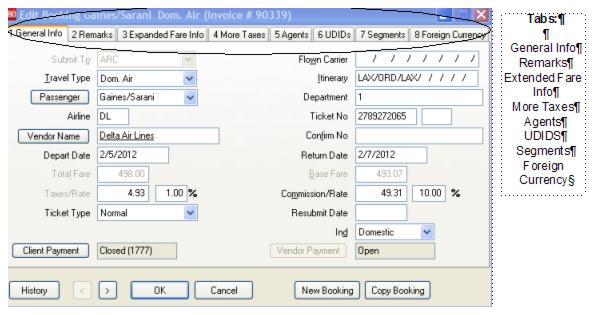 Edit Booking Gaines/Sarani Dom. Air (Invoice # 90339)
1 General Info 2 Remarks 3 Expanded Fare Info 4 More Taxes 5 Agents 6 UDIDs 7 Segments 8 Foreign Currency
Submit To ARC Flown Carrier / / / / / / /
Travel Type Dom. Air Itinerary LAX/ORD/LAX/ / / / /
Passenger Gaines/Sarani Department 1
Airline DL Ticket No 2789272065
Vendor Name Delta Air Lines Confirm No
Depart Date 2/5/2012 Return Date 2/7/2012
Total Fare 498.00 Base Fare 493.07
Taxes/Rate 4.93 1.00 % Commission/Rate 49.31 10.00 %
Ticket Type Normal Resubmit Date
Ind Domestic
Client Payment Closed (1777) Vendor Payment Open
History < > OK Cancel New Booking Copy Booking
Tabs:¶
¶
General Info¶
Remarks¶
Extended Fare
Info¶
More Taxes¶
Agents¶
UDIDS¶
Segments¶
Foreign
Currency§